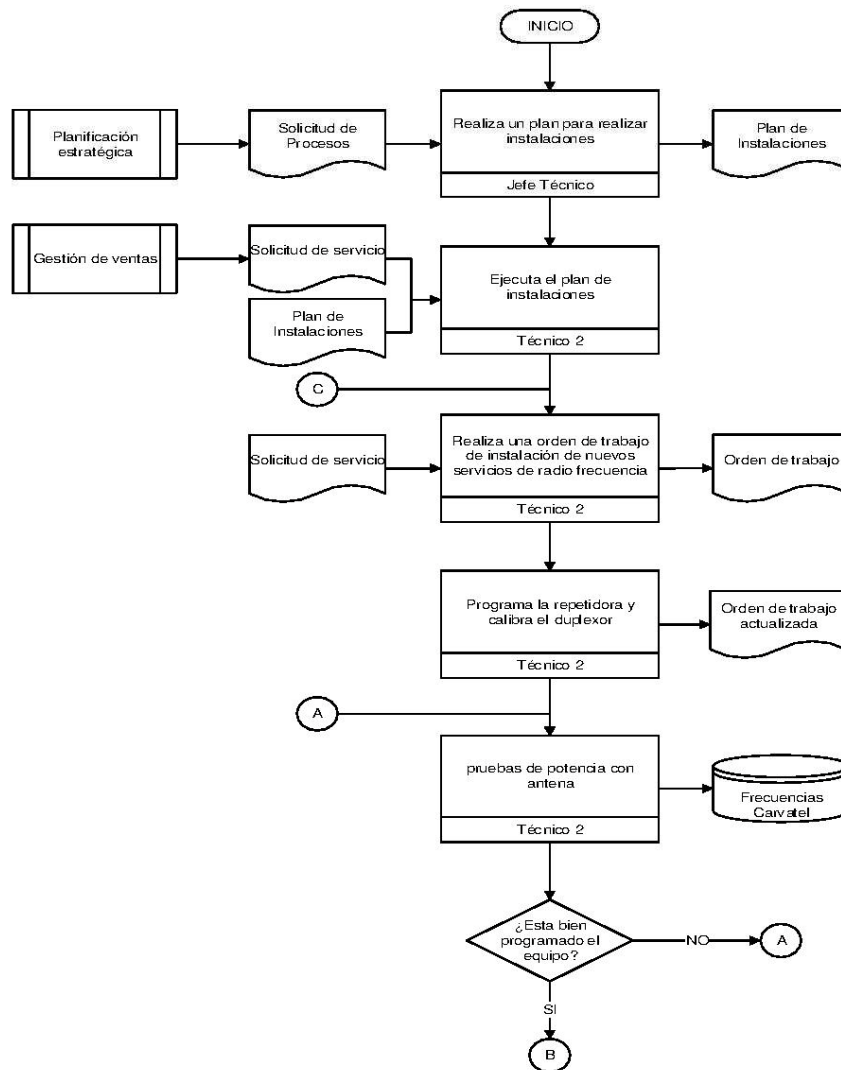 INICIO
Planificación
estratégica
Solicitud de
Procesos
Realiza un plan para realizar
instalaciones
Jefe Técnico
Plan de
Instalaciones
Gestión de ventas
Solicitud de servicio
Plan de
Instalaciones
Ejecuta el plan de
instalaciones
Técnico 2
C
Solicitud de servicio
Realiza una orden de trabajo
de instalación de nuevos
servicios de radio frecuencia
Técnico 2
Orden de trabajo
Programa la repetidora y
calibra el duplexor
Técnico 2
Orden de trabajo
actualizada
A
pruebas de potencia con
antena
Técnico 2
Frecuencias
Carvatel
¿Esta bien
programado el
equipo?
NO
A
SI
B